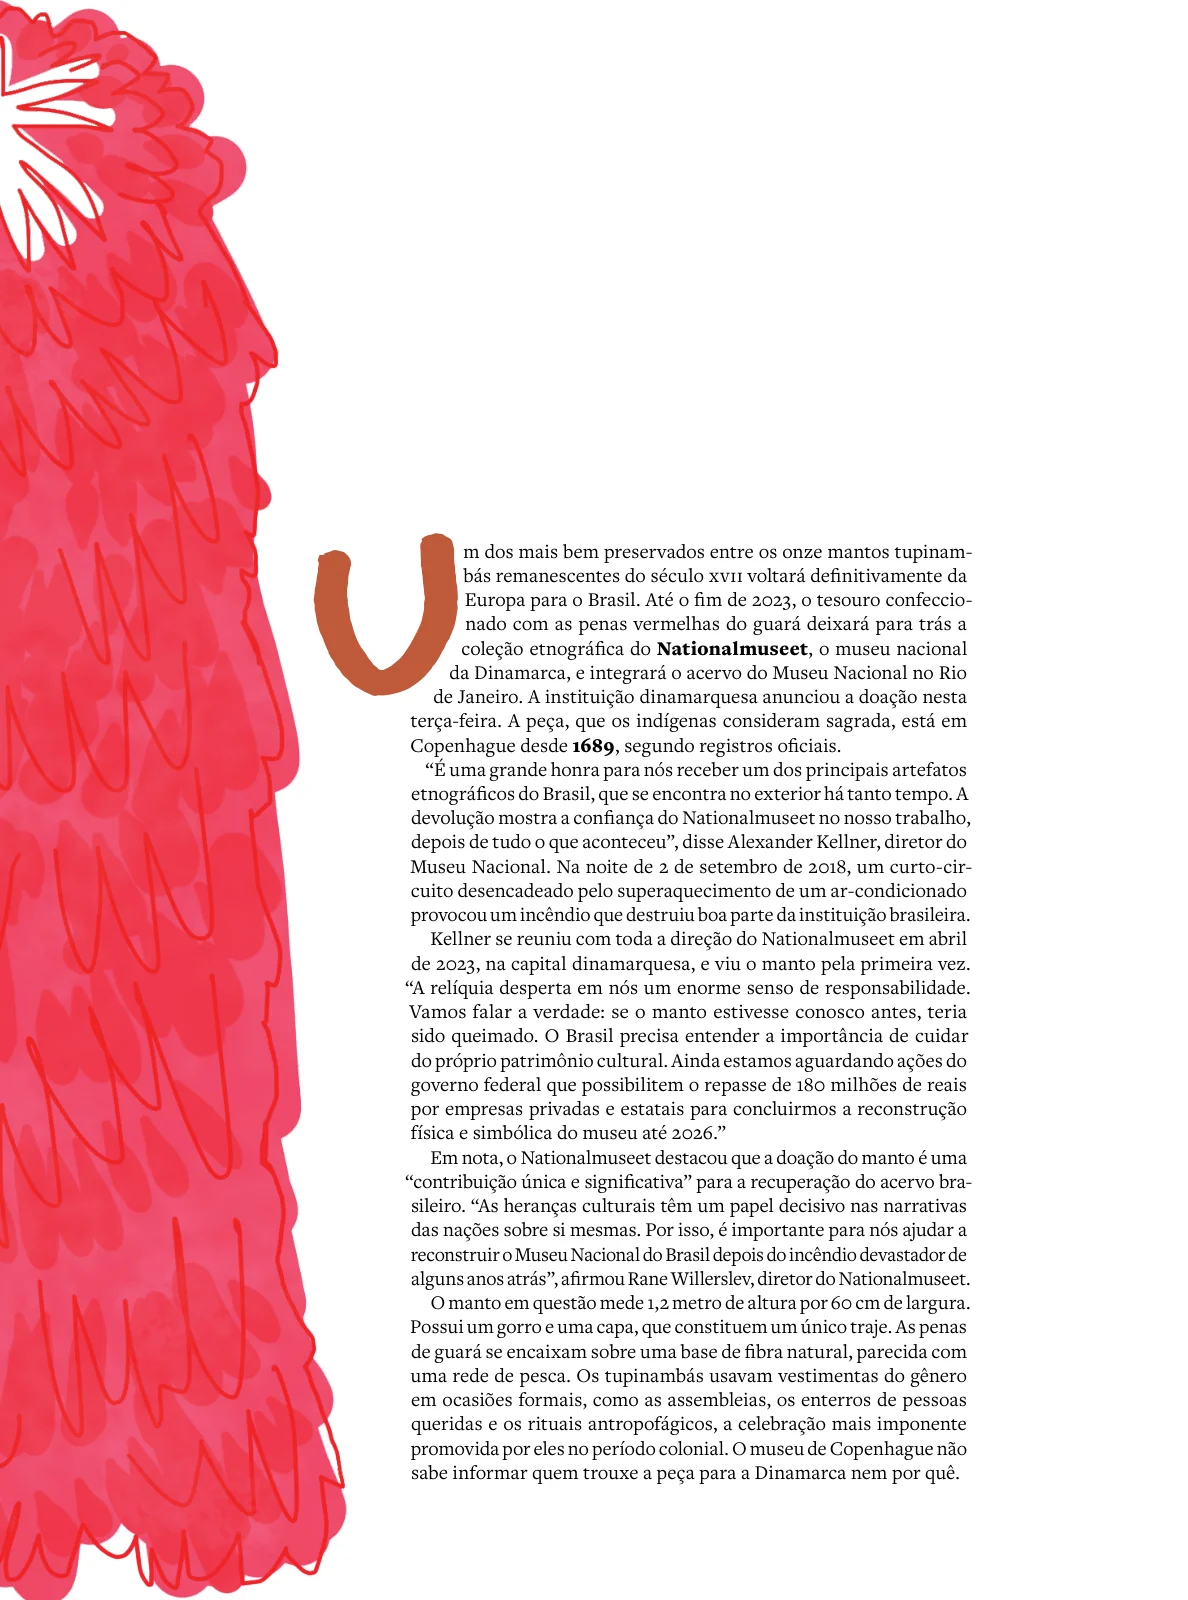 Um dos mais bem preservados entre os onze mantos tupinam-
bás remanescentes do século XVII voltará definitivamente da
Europa para o Brasil. Até o fim de 2023, o tesouro confeccio-
nado com as penas vermelhas do guará deixará para trás a
coleção etnográfica do Nationalmuseet, o museu nacional
da Dinamarca, e integrará o acervo do Museu Nacional no Rio
de Janeiro. A instituição dinamarquesa anunciou a doação nesta
terça-feira. A peça, que os indígenas consideram sagrada, está em
Copenhague desde 1689, segundo registros oficiais.
“É uma grande honra para nós receber um dos principais artefatos
etnográficos do Brasil, que se encontra no exterior há tanto tempo. A
devolução mostra a confiança do Nationalmuseet no nosso trabalho,
depois de tudo o que aconteceu”, disse Alexander Kellner, diretor do
Museu Nacional. Na noite de 2 de setembro de 2018, um curto-cir-
cuito desencadeado pelo superaquecimento de um ar-condicionado
provocou um incêndio que destruiu boa parte da instituição brasileira.
Kellner se reuniu com toda a direção do Nationalmuseet em abril
de 2023, na capital dinamarquesa, e viu o manto pela primeira vez.
“A relíquia desperta em nós um enorme senso de responsabilidade.
Vamos falar a verdade: se o manto estivesse conosco antes, teria
sido queimado. O Brasil precisa entender a importância de cuidar
do próprio patrimônio cultural. Ainda estamos aguardando ações do
governo federal que possibilitem o repasse de 180 milhões de reais
por empresas privadas e estatais para concluirmos a reconstrução
física e simbólica do museu até 2026.”
Em nota, o Nationalmuseet destacou que a doação do manto é uma
“contribuição única e significativa” para a recuperação do acervo bra-
sileiro. “As heranças culturais têm um papel decisivo nas narrativas
das nações sobre si mesmas. Por isso, é importante para nós ajudar a
reconstruir o Museu Nacional do Brasil depois do incêndio devastador de
alguns anos atrás”, afirmou Rane Willerslev, diretor do Nationalmuseet.
O manto em questão mede 1,2 metro de altura por 60 cm de largura.
Possui um gorro e uma capa, que constituem um único traje. As penas
de guará se encaixam sobre uma base de fibra natural, parecida com
uma rede de pesca. Os tupinambás usavam vestimentas do gênero
em ocasiões formais, como as assembleias, os enterros de pessoas
queridas e os rituais antropofágicos, a celebração mais imponente
promovida por eles no período colonial. O museu de Copenhague não
sabe informar quem trouxe a peça para a Dinamarca nem por quê.